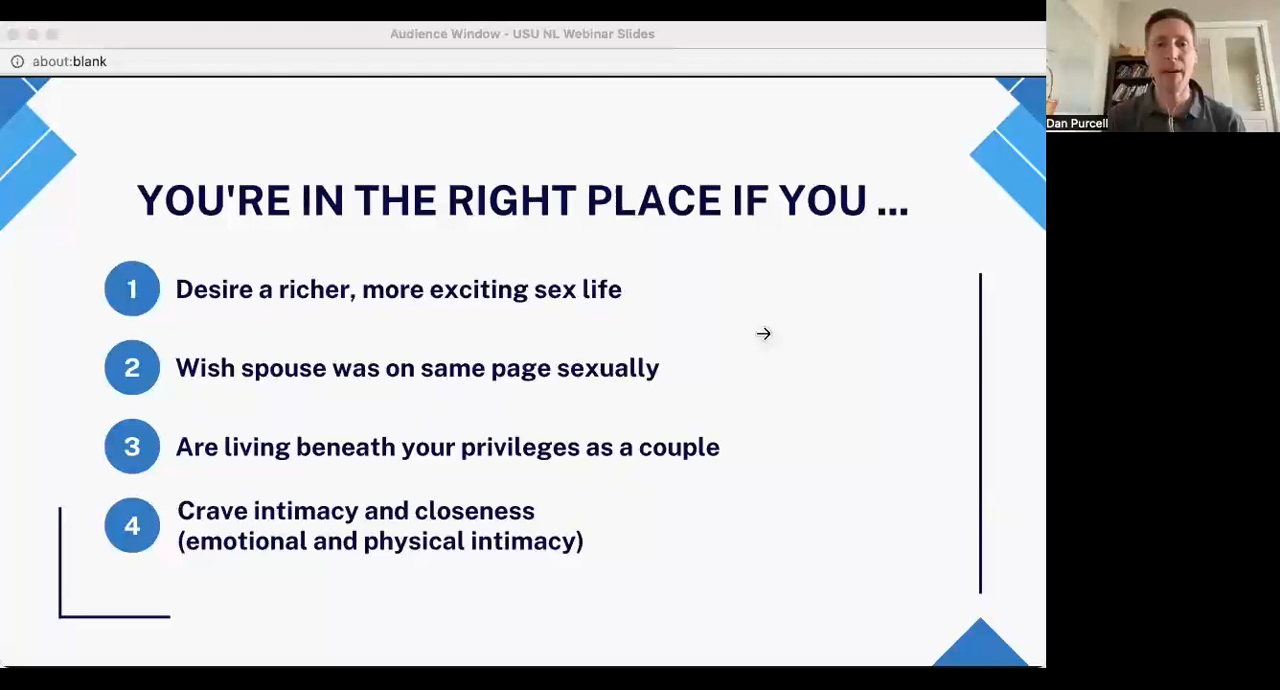 Audience Window - USU NL Webinar Slides
about:blank
Dan Purcell
YOU'RE IN THE RIGHT PLACE IF YOU ...
1 Desire a richer, more exciting sex life
2 Wish spouse was on same page sexually
3 Are living beneath your privileges as a couple
4 Crave intimacy and closeness
(emotional and physical intimacy)